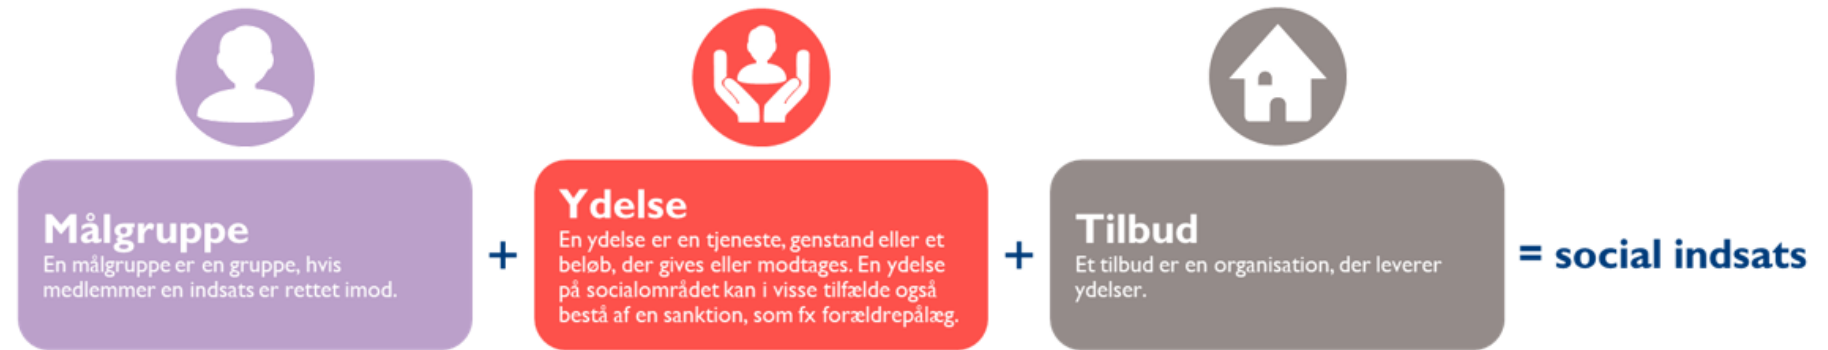 Målgruppe
En målgruppe er en gruppe, hvis
medlemmer en indsats er rettet imod.
+
Ydelse
En ydelse er en tjeneste, genstand eller et
beløb, der gives eller modtages. En ydelse
på socialområdet kan i visse tilfælde også
bestå af en sanktion, som fx forældrepålæg.
+
Tilbud
Et tilbud er en organisation, der leverer
ydelser.
= social indsats